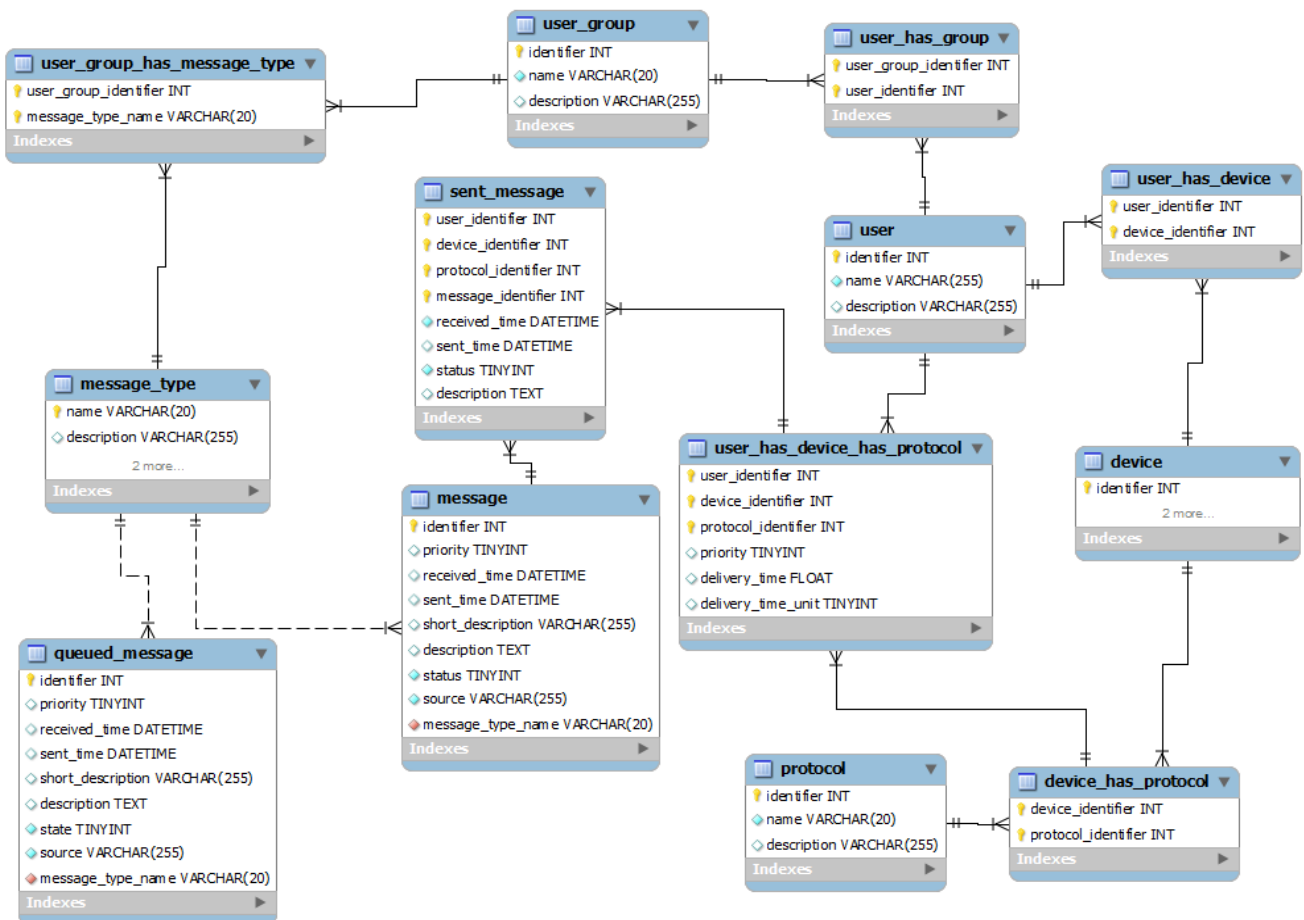 user_group
identifier INT
name VARCHAR(20)
description VARCHAR(255)
Indexes
user_has_group
user_group_identifier INT
user_identifier INT
Indexes
user_group_has_message_type
user_group_identifier INT
message_type_name VARCHAR(20)
Indexes
sent_message
user_identifier INT
device_identifier INT
protocol_identifier INT
message_identifier INT
received_time DATETIME
sent_time DATETIME
status TINYINT
description TEXT
Indexes
user
identifier INT
name VARCHAR(255)
description VARCHAR(255)
Indexes
user_has_device
user_identifier INT
device_identifier INT
Indexes
message_type
name VARCHAR(20)
description VARCHAR(255)
2 more...
Indexes
message
identifier INT
priority TINYINT
received_time DATETIME
sent_time DATETIME
short_description VARCHAR(255)
description TEXT
status TINYINT
source VARCHAR(255)
message_type_name VARCHAR(20)
Indexes
user_has_device_has_protocol
user_identifier INT
device_identifier INT
protocol_identifier INT
priority TINYINT
delivery_time FLOAT
delivery_time_unit TINYINT
Indexes
device
identifier INT
2 more...
Indexes
queued_message
identifier INT
priority TINYINT
received_time DATETIME
sent_time DATETIME
short_description VARCHAR(255)
description TEXT
state TINYINT
source VARCHAR(255)
message_type_name VARCHAR(20)
Indexes
protocol
identifier INT
name VARCHAR(20)
description VARCHAR(255)
Indexes
device_has_protocol
device_identifier INT
protocol_identifier INT
Indexes